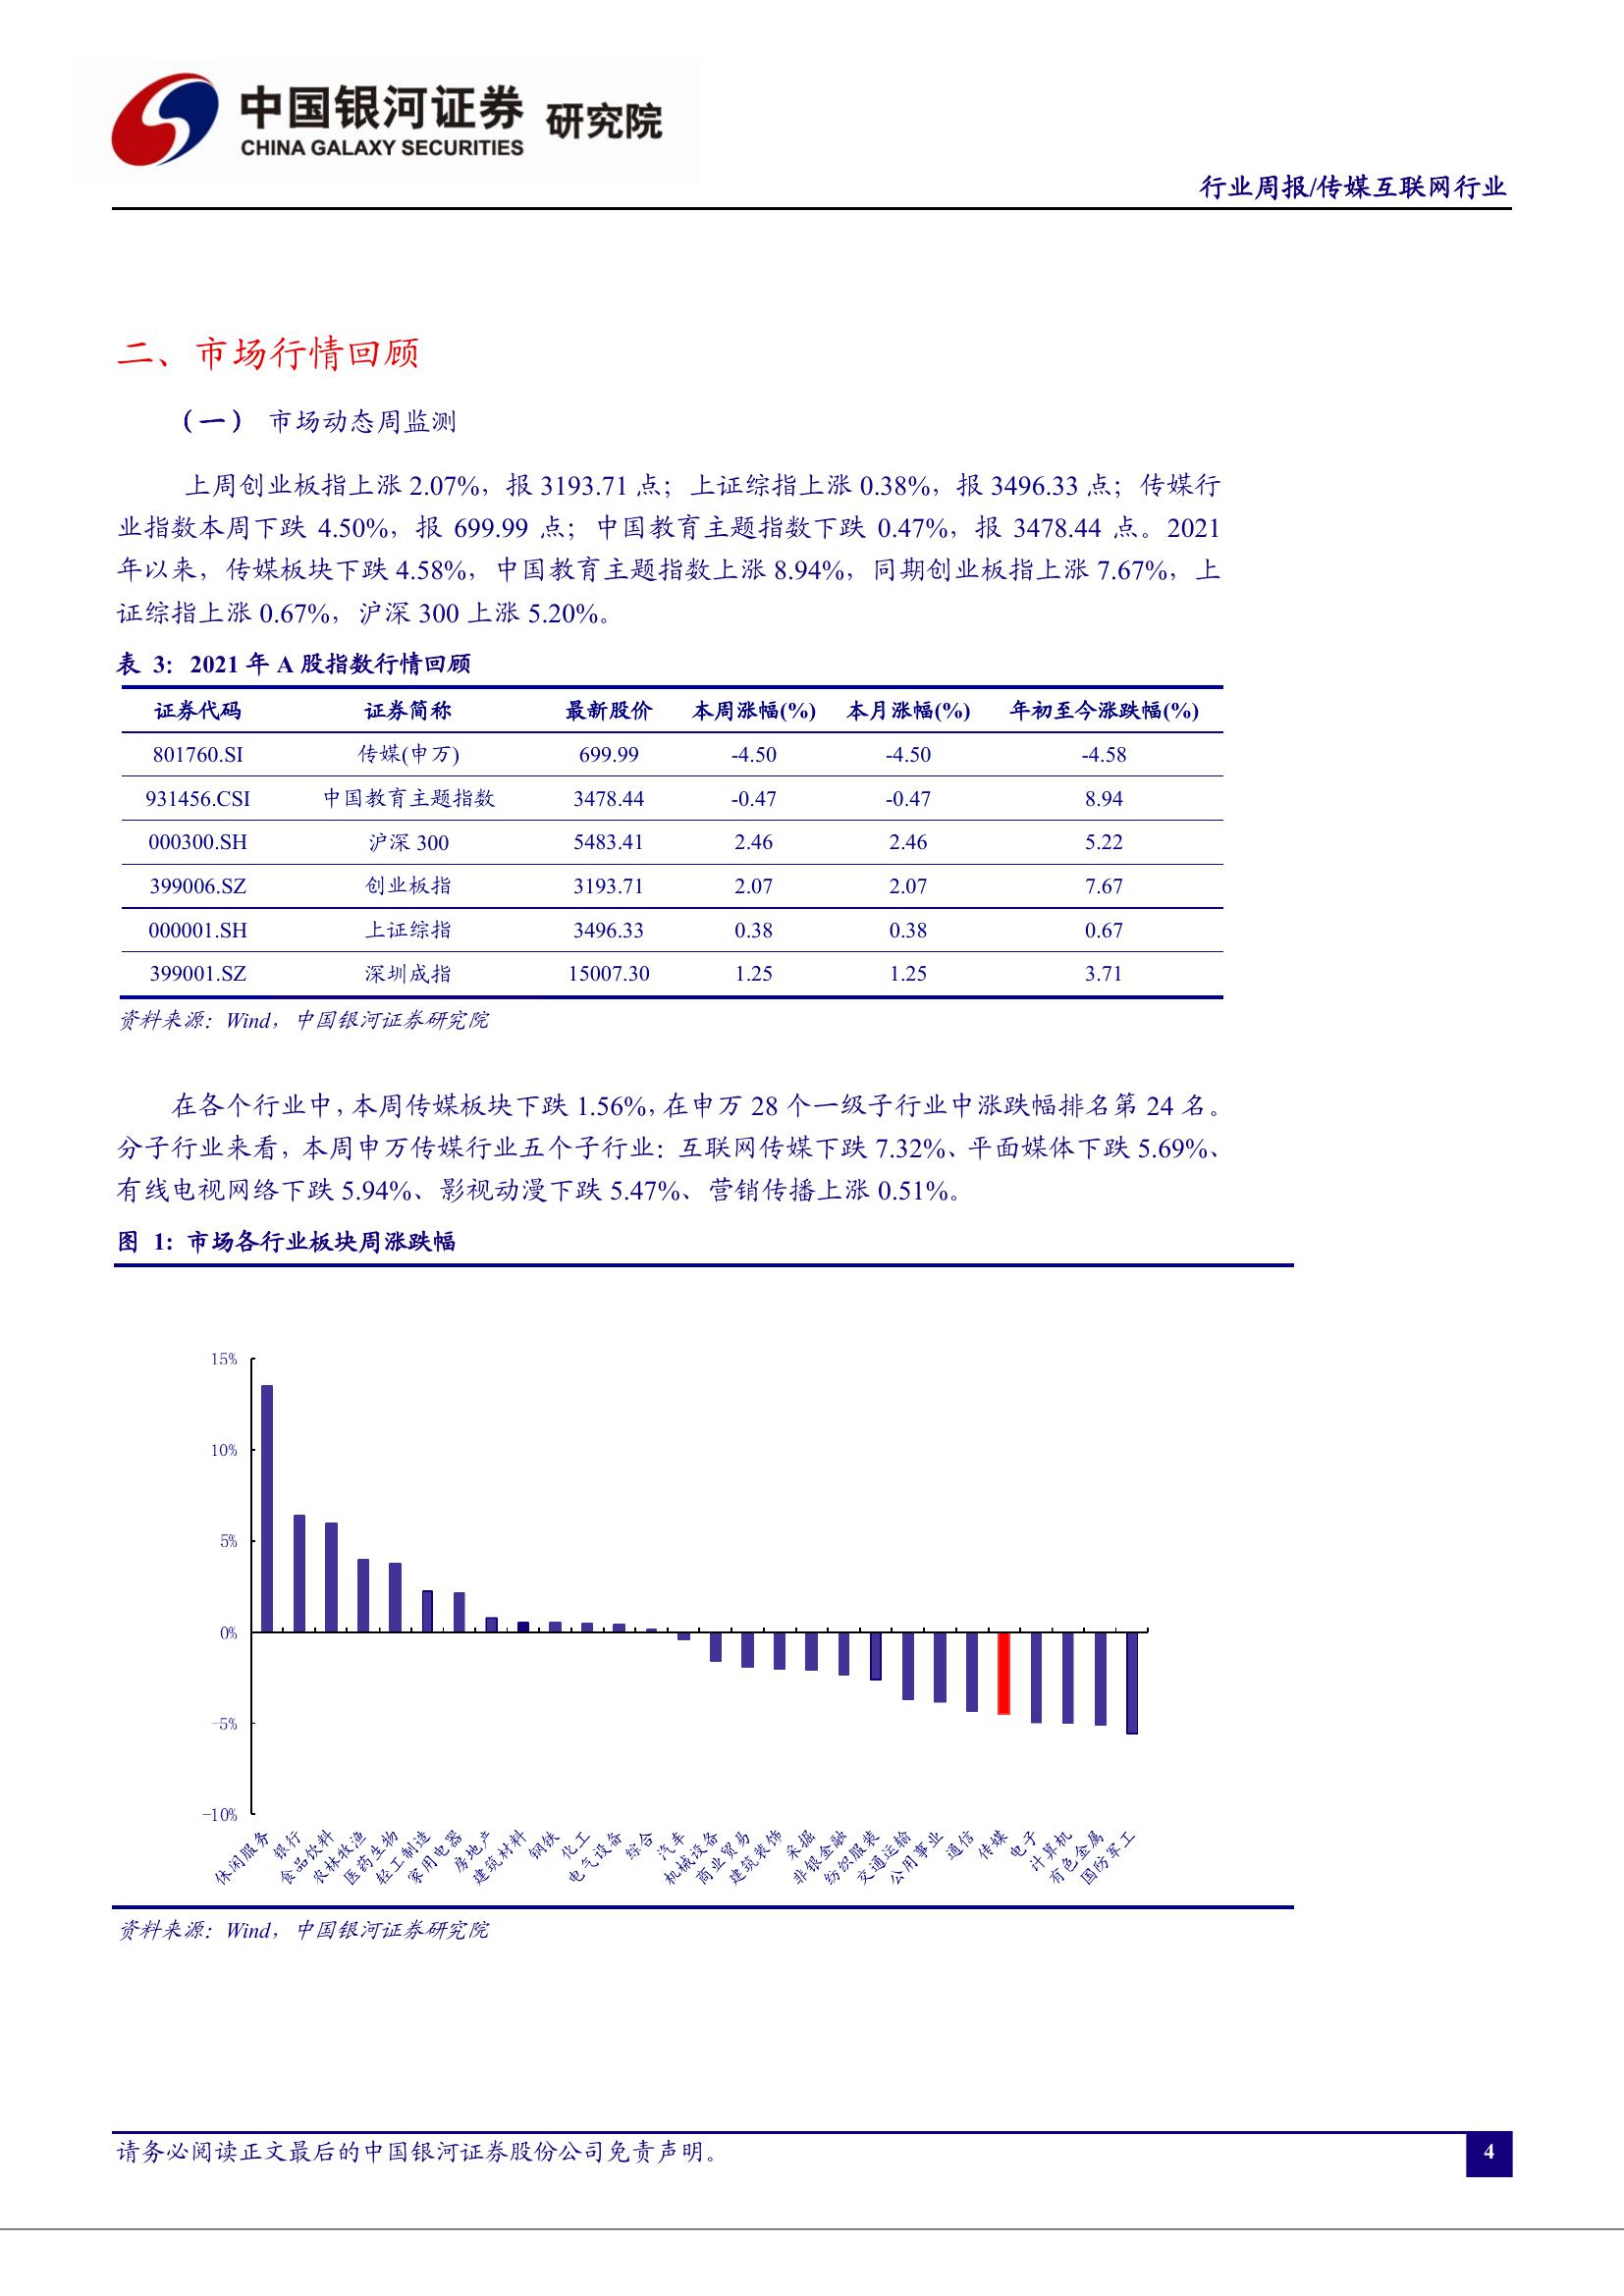 中国银河证券 研究院
CHINA GALAXY SECURITIES
行业周报/传媒互联网行业
二、市场行情回顾
（一） 市场动态周监测
上周创业板指上涨 2.07%，报 3193.71 点；上证综指上涨 0.38%，报 3496.33 点；传媒行
业指数本周下跌 4.50%，报 699.99 点；中国教育主题指数下跌 0.47%，报 3478.44 点。2021
年以来，传媒板块下跌 4.58%，中国教育主题指数上涨 8.94%，同期创业板指上涨 7.67%，上
证综指上涨 0.67%，沪深 300 上涨 5.20%。
表 3：2021 年 A 股指数行情回顾
证券代码 证券简称 最新股价 本周涨幅(%) 本月涨幅(%) 年初至今涨跌幅(%)
801760.SI 传媒(申万) 699.99 -4.50 -4.50 -4.58
931456.CSI 中国教育主题指数 3478.44 -0.47 -0.47 8.94
000300.SH 沪深 300 5483.41 2.46 2.46 5.22
399006.SZ 创业板指 3193.71 2.07 2.07 7.67
000001.SH 上证综指 3496.33 0.38 0.38 0.67
399001.SZ 深圳成指 15007.30 1.25 1.25 3.71
资料来源：Wind，中国银河证券研究院
在各个行业中，本周传媒板块下跌 1.56%，在申万 28 个一级子行业中涨跌幅排名第 24 名。
分子行业来看，本周申万传媒行业五个子行业：互联网传媒下跌 7.32%、平面媒体下跌 5.69%、
有线电视网络下跌 5.94%、影视动漫下跌 5.47%、营销传播上涨 0.51%。
图 1：市场各行业板块周涨跌幅
15%
10%
5%
0%
-5%
-10%
休闲服务 银行 食品饮料 农林牧渔 医药生物 轻工制造 家用电器 房地产 建筑材料 钢铁 化工 电气设备 综合 汽车 机械设备 商业贸易 建筑装饰 采掘 非银金融 纺织服装 交通运输 公用事业 通信 传媒 电子 计算机 有色金属 国防军工
资料来源：Wind，中国银河证券研究院
请务必阅读正文最后的中国银河证券股份公司免责声明。
4